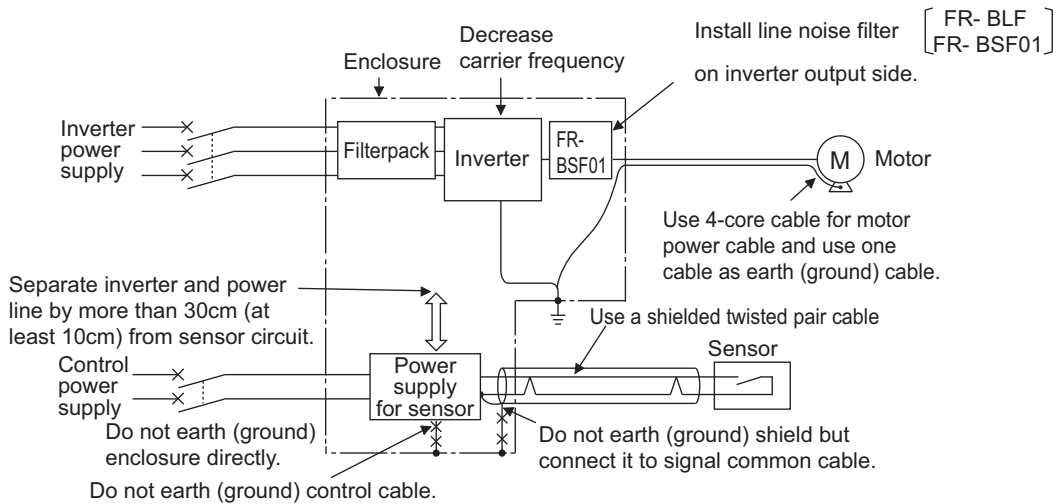 Decrease
carrier frequency
Enclosure
Install line noise filter
FR- BLF
FR- BSF01
on inverter output side.
Inverter
power
supply
Filterpack
Inverter
FR-
BSF01
M
Motor
Use 4-core cable for motor
power cable and use one
cable as earth (ground) cable.
Separate inverter and power
line by more than 30cm (at
least 10cm) from sensor circuit.
Use a shielded twisted pair cable
Control
power
supply
Power
supply
for sensor
Sensor
Do not earth (ground)
enclosure directly.
Do not earth (ground) shield but
connect it to signal common cable.
Do not earth (ground) control cable.